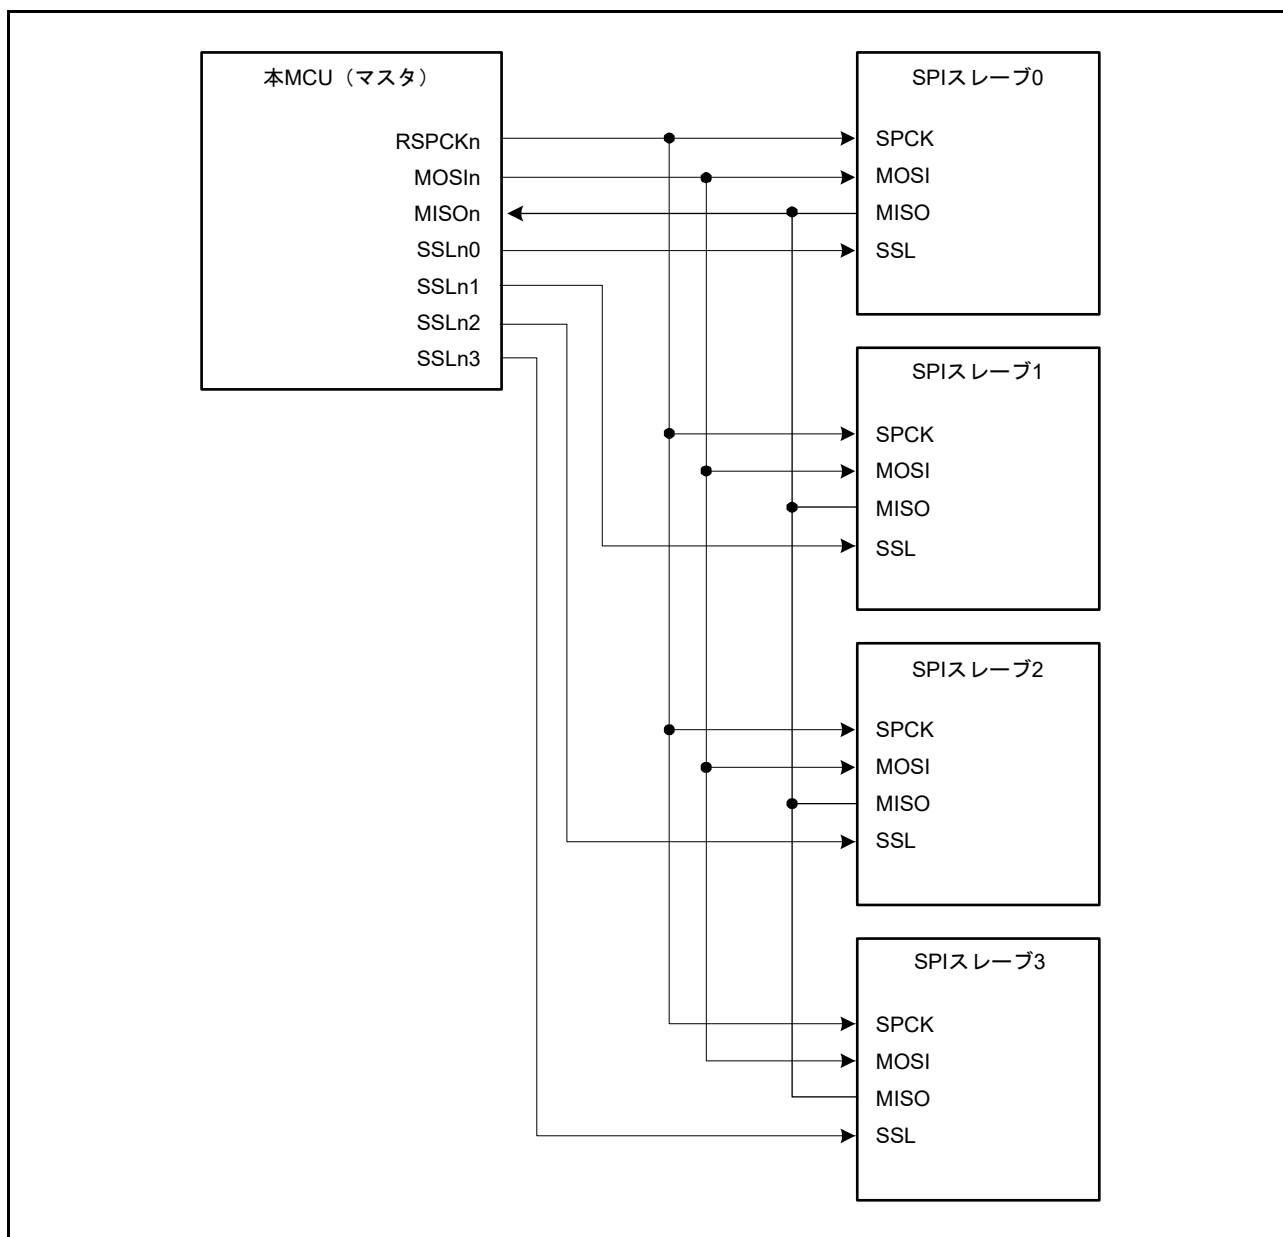 本MCU（マスタ）
RSPCKn
MOSIn
MISOn
SSLn0
SSLn1
SSLn2
SSLn3
SPIスレーブ0
SPCK
MOSI
MISO
SSL
SPIスレーブ1
SPCK
MOSI
MISO
SSL
SPIスレーブ2
SPCK
MOSI
MISO
SSL
SPIスレーブ3
SPCK
MOSI
MISO
SSL